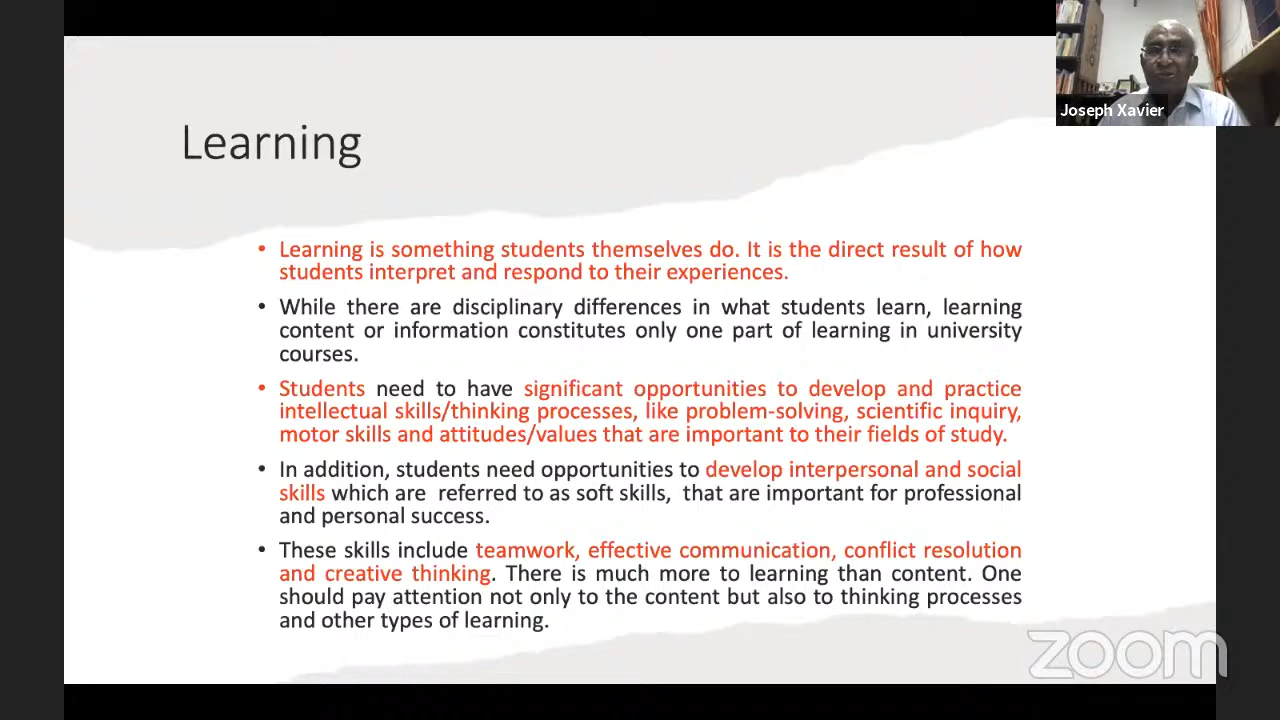 Joseph Xavier
Learning
• Learning is something students themselves do. It is the direct result of how
students interpret and respond to their experiences.
• While there are disciplinary differences in what students learn, learning
content or information constitutes only one part of learning in university
courses.
• Students need to have significant opportunities to develop and practice
intellectual skills/thinking processes, like problem-solving, scientific inquiry,
motor skills and attitudes/values that are important to their fields of study.
• In addition, students need opportunities to develop interpersonal and social
skills which are referred to as soft skills, that are important for professional
and personal success.
• These skills include teamwork, effective communication, conflict resolution
and creative thinking. There is much more to learning than content. One
should pay attention not only to the content but also to thinking processes
and other types of learning.
zoom